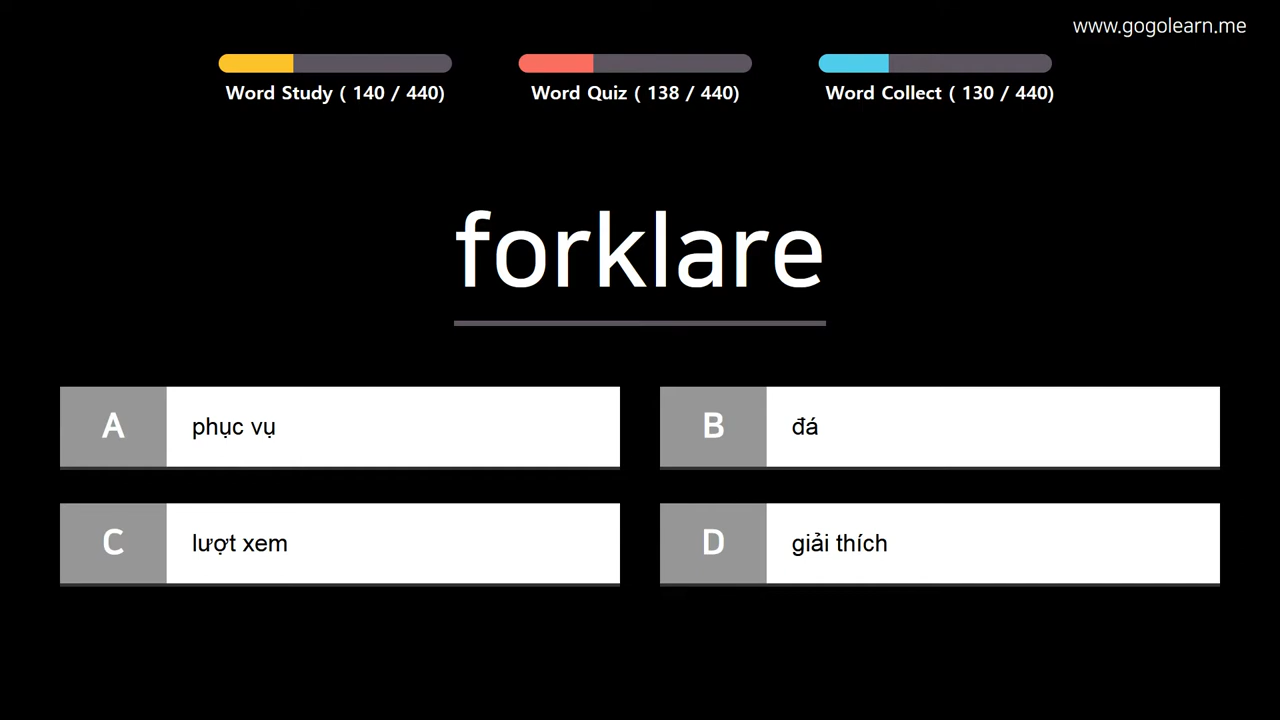 www.gogolearn.me
Word Study ( 140 / 440)
Word Quiz ( 138 / 440)
Word Collect ( 130 / 440)
forklare
A phục vụ
B đá
C lượt xem
D giải thích